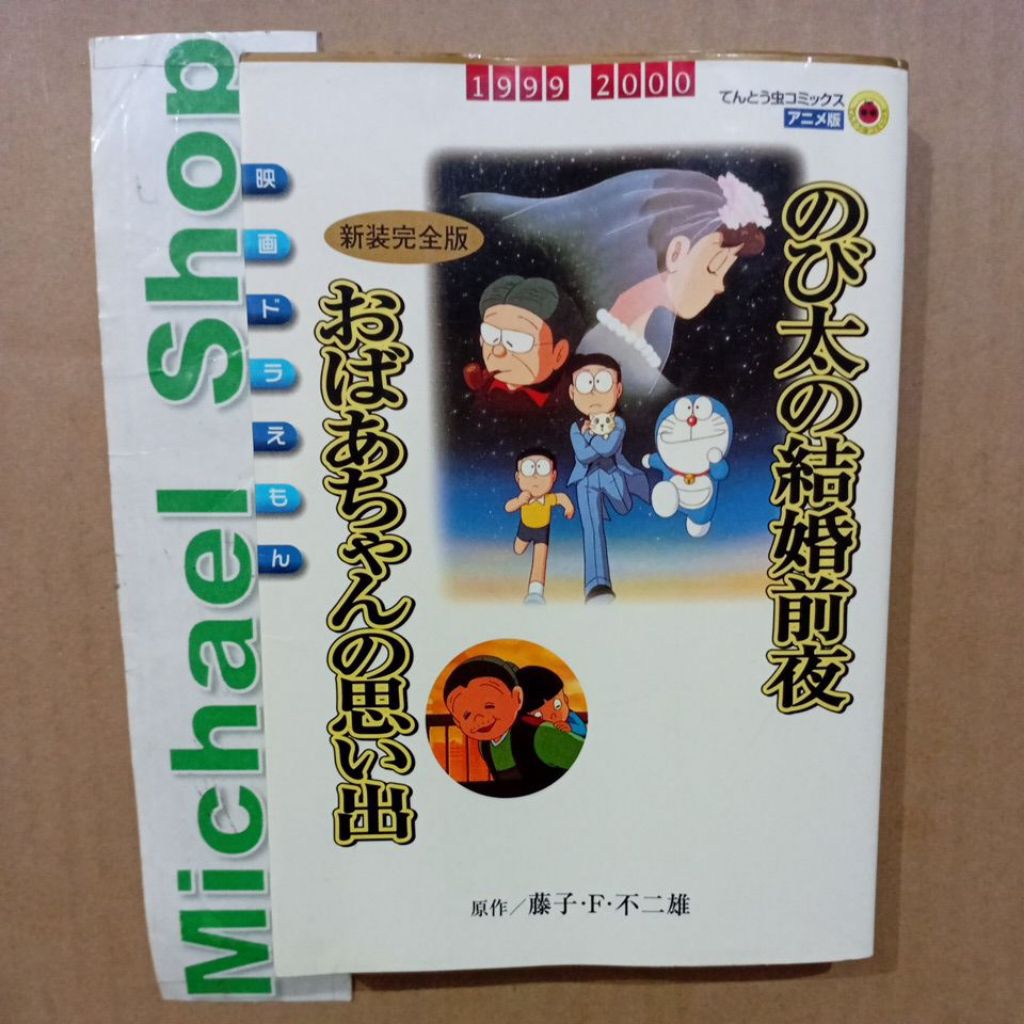 Michael Shop
1999 2000
てんとう虫コミックス
アニメ版
映画ドラえもん
のび太の結婚前夜
新装完全版
おばあちゃんの思い出
原作/藤子・F・不二雄